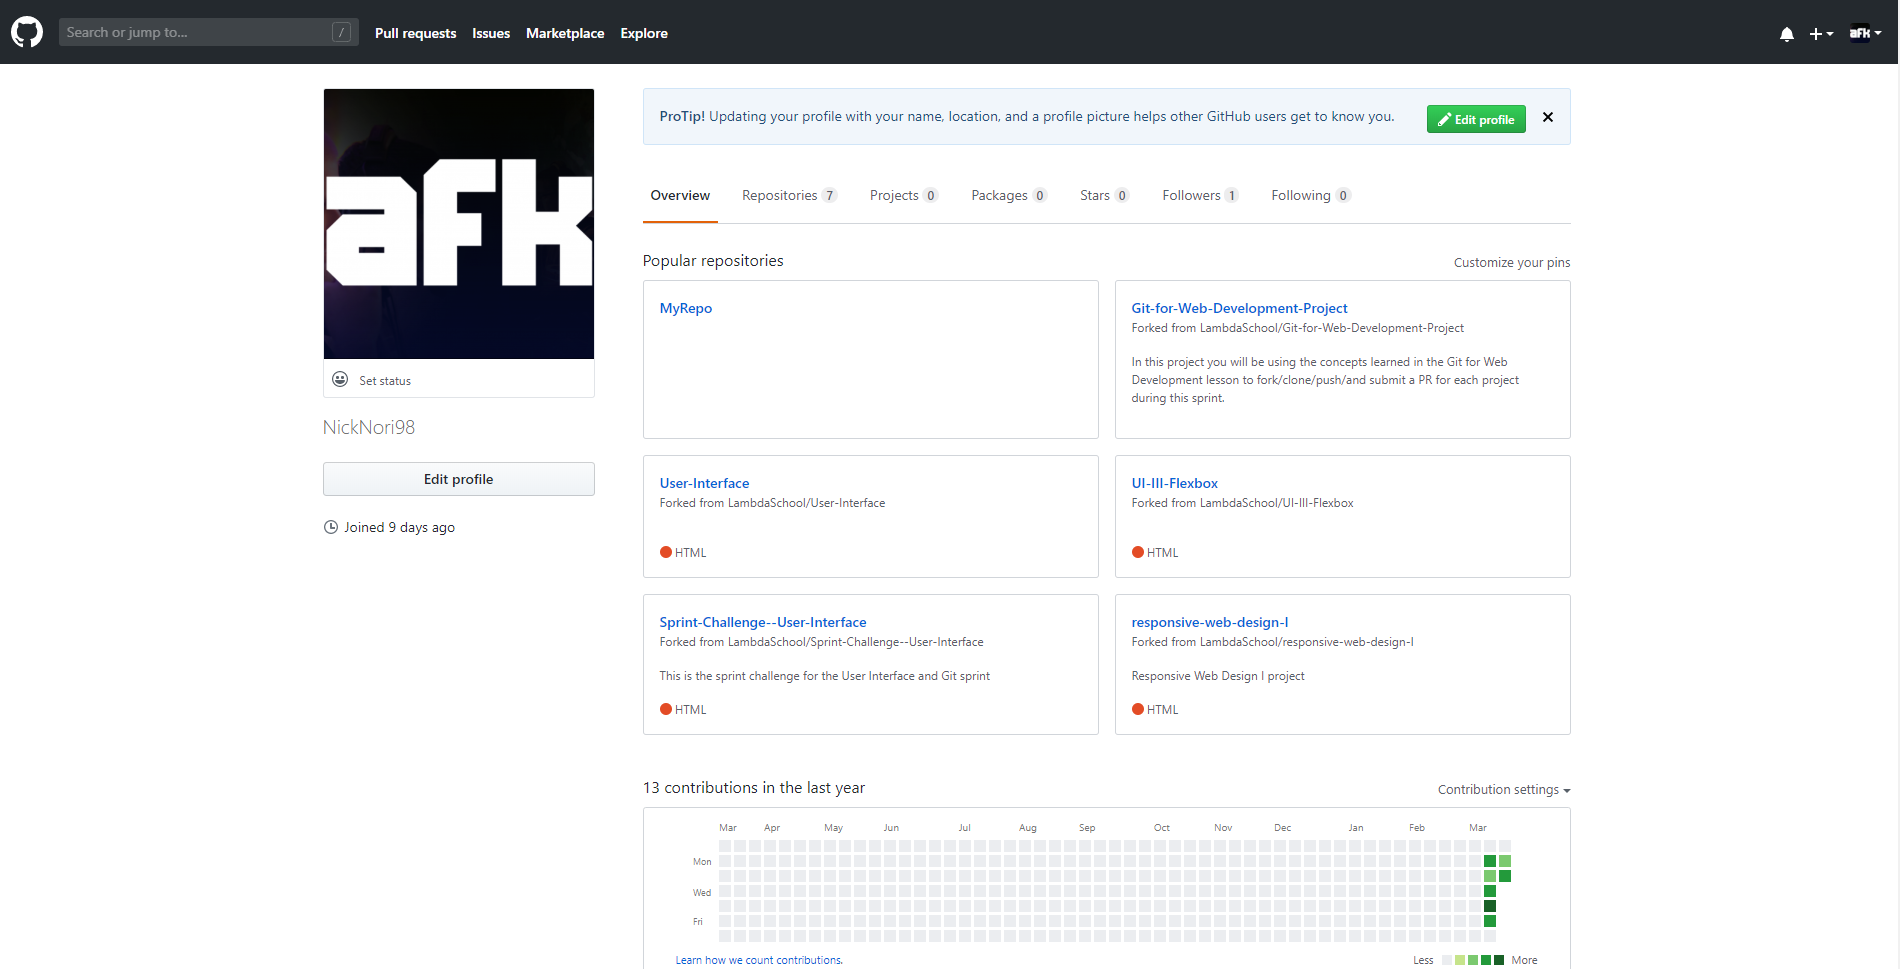 Search or jump to... /
Pull requests Issues Marketplace Explore
afk
afk
Set status
NickNori98
Edit profile
Joined 9 days ago
ProTip! Updating your profile with your name, location, and a profile picture helps other GitHub users get to know you.
Edit profile
Overview Repositories 7 Projects 0 Packages 0 Stars 0 Followers 1 Following 0
Popular repositories
Customize your pins
MyRepo
Git-for-Web-Development-Project
Forked from LambdaSchool/Git-for-Web-Development-Project
In this project you will be using the concepts learned in the Git for Web
Development lesson to fork/clone/push/and submit a PR for each project
during this sprint.
User-Interface
Forked from LambdaSchool/User-Interface
HTML
UI-III-Flexbox
Forked from LambdaSchool/UI-III-Flexbox
HTML
Sprint-Challenge--User-Interface
Forked from LambdaSchool/Sprint-Challenge--User-Interface
This is the sprint challenge for the User Interface and Git sprint
HTML
responsive-web-design-I
Forked from LambdaSchool/responsive-web-design-I
Responsive Web Design I project
HTML
13 contributions in the last year
Contribution settings
Mar Apr May Jun Jul Aug Sep Oct Nov Dec Jan Feb Mar
Mon
Wed
Fri
Learn how we count contributions.
Less More